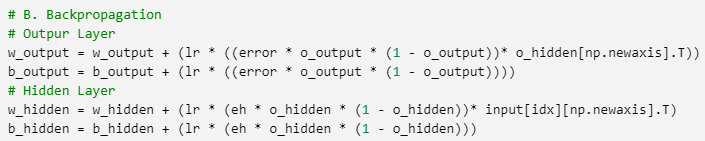 # B. Backpropagation
# Outpur Layer
w_output = w_output + (lr * ((error * o_output * (1 - o_output))* o_hidden[np.newaxis].T))
b_output = b_output + (lr * ((error * o_output * (1 - o_output))))
# Hidden Layer
w_hidden = w_hidden + (lr * (eh * o_hidden * (1 - o_hidden))* input[idx][np.newaxis].T)
b_hidden = b_hidden + (lr * (eh * o_hidden * (1 - o_hidden)))